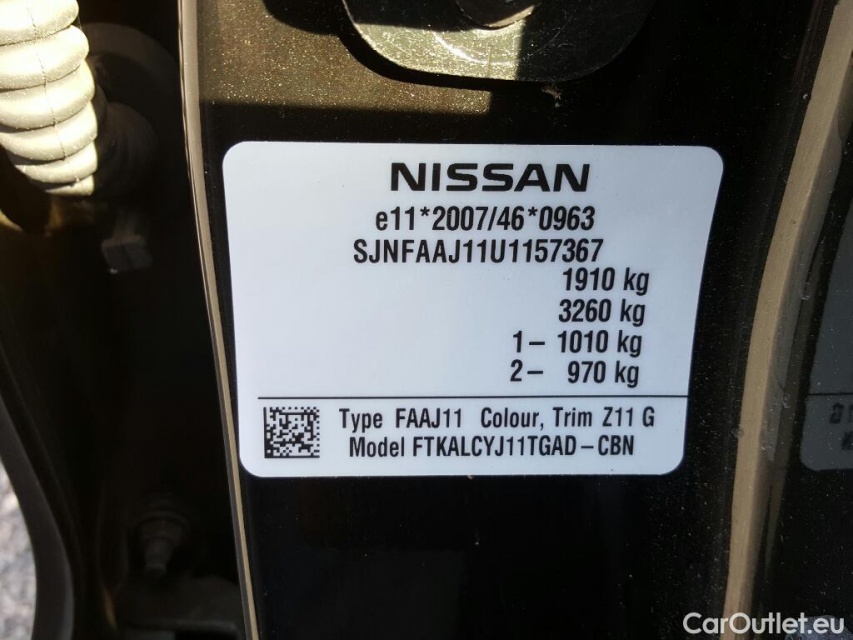 NISSAN
e11*2007/46*0963
SJNFAAJ11U1157367
1910 kg
3260 kg
1– 1010 kg
2– 970 kg
Type FAAJ11 Colour, Trim Z11 G
Model FTKALCYJ11TGAD–CBN
CarOutlet.eu